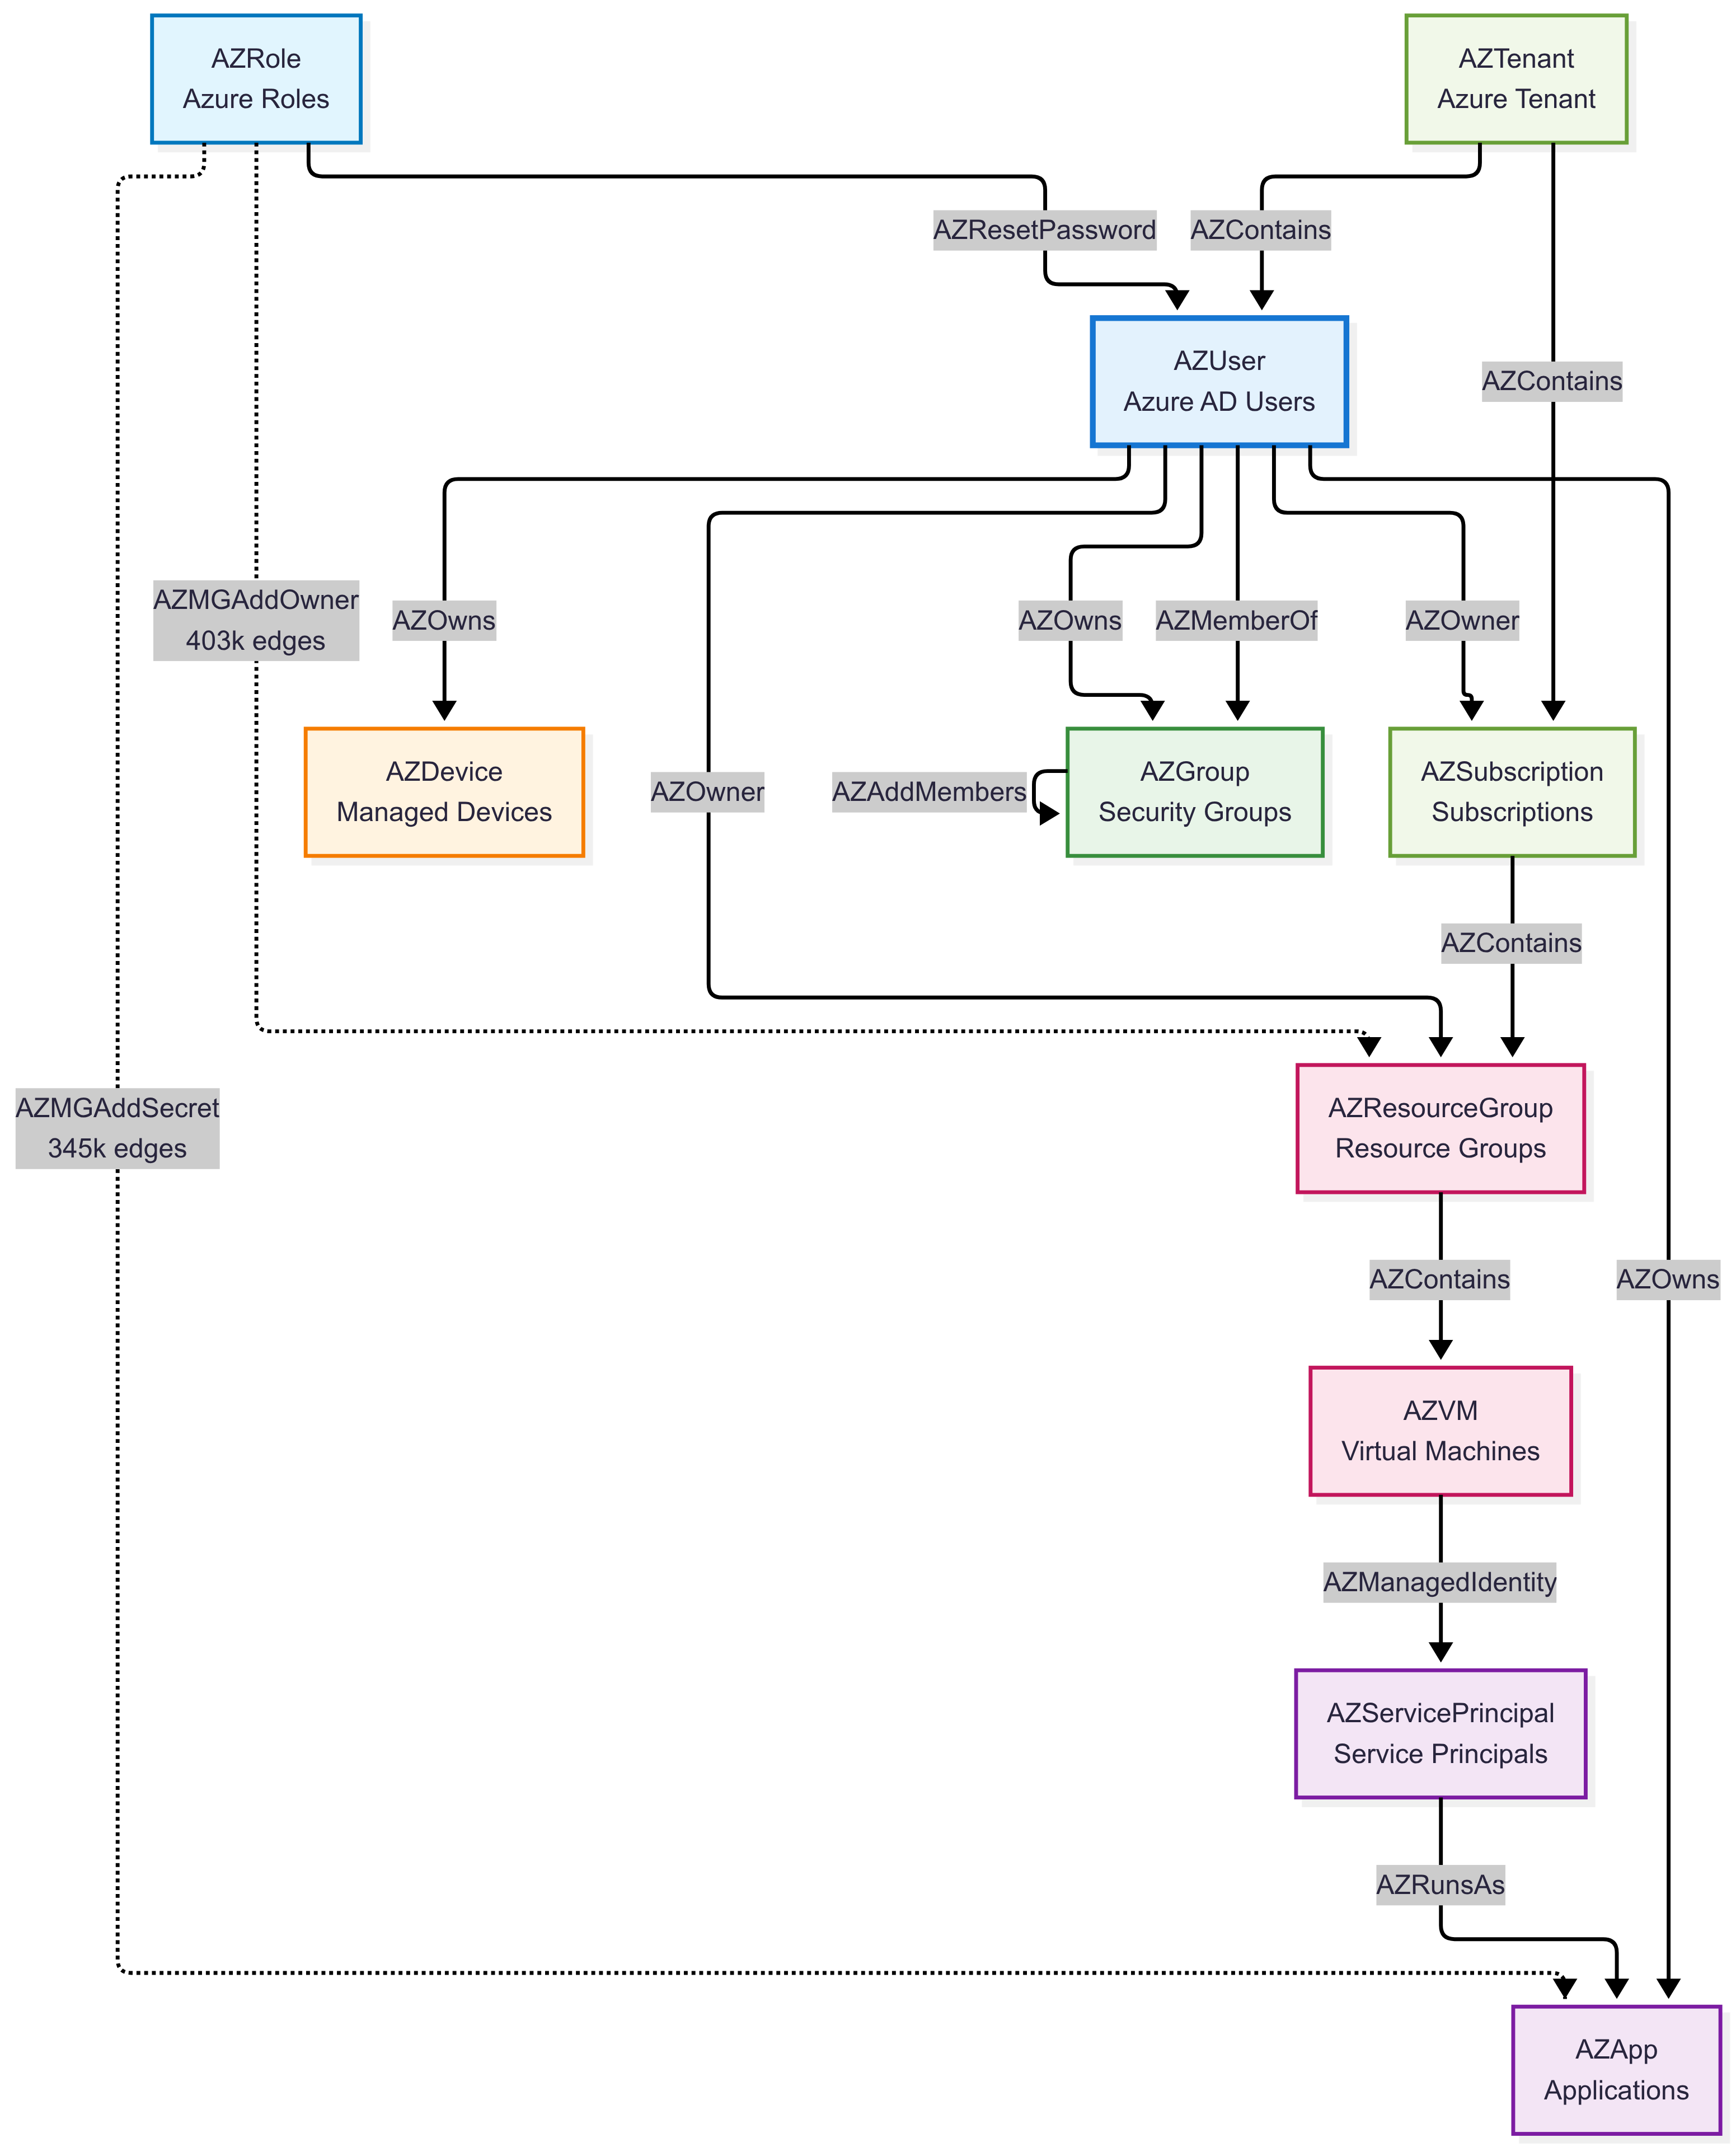 AZRole
Azure Roles
AZTenant
Azure Tenant
AZResetPassword
AZContains
AZUser
Azure AD Users
AZContains
AZMGAddOwner
403k edges
AZOwns
AZOwns
AZMemberOf
AZOwner
AZDevice
Managed Devices
AZOwner
AZAddMembers
AZGroup
Security Groups
AZSubscription
Subscriptions
AZContains
AZMGAddSecret
345k edges
AZResourceGroup
Resource Groups
AZContains
AZOwns
AZVM
Virtual Machines
AZManagedIdentity
AZServicePrincipal
Service Principals
AZRunsAs
AZApp
Applications